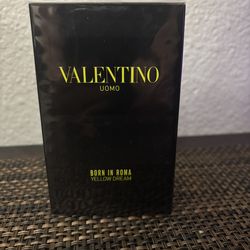 VALENTINO
UOMO
BORN IN ROMA
YELLOW DREAM